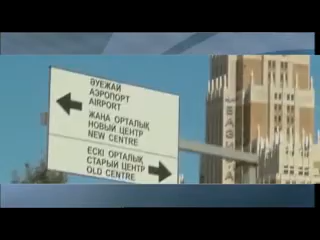 ӘУЕЖАЙ
АЭРОПОРТ
AIRPORT
ЖАҢА ОРТАЛЫҚ
НОВЫЙ ЦЕНТР
NEW CENTRE
ЕСКІ ОРТАЛЫҚ
СТАРЫЙ ЦЕНТР
OLD CENTRE